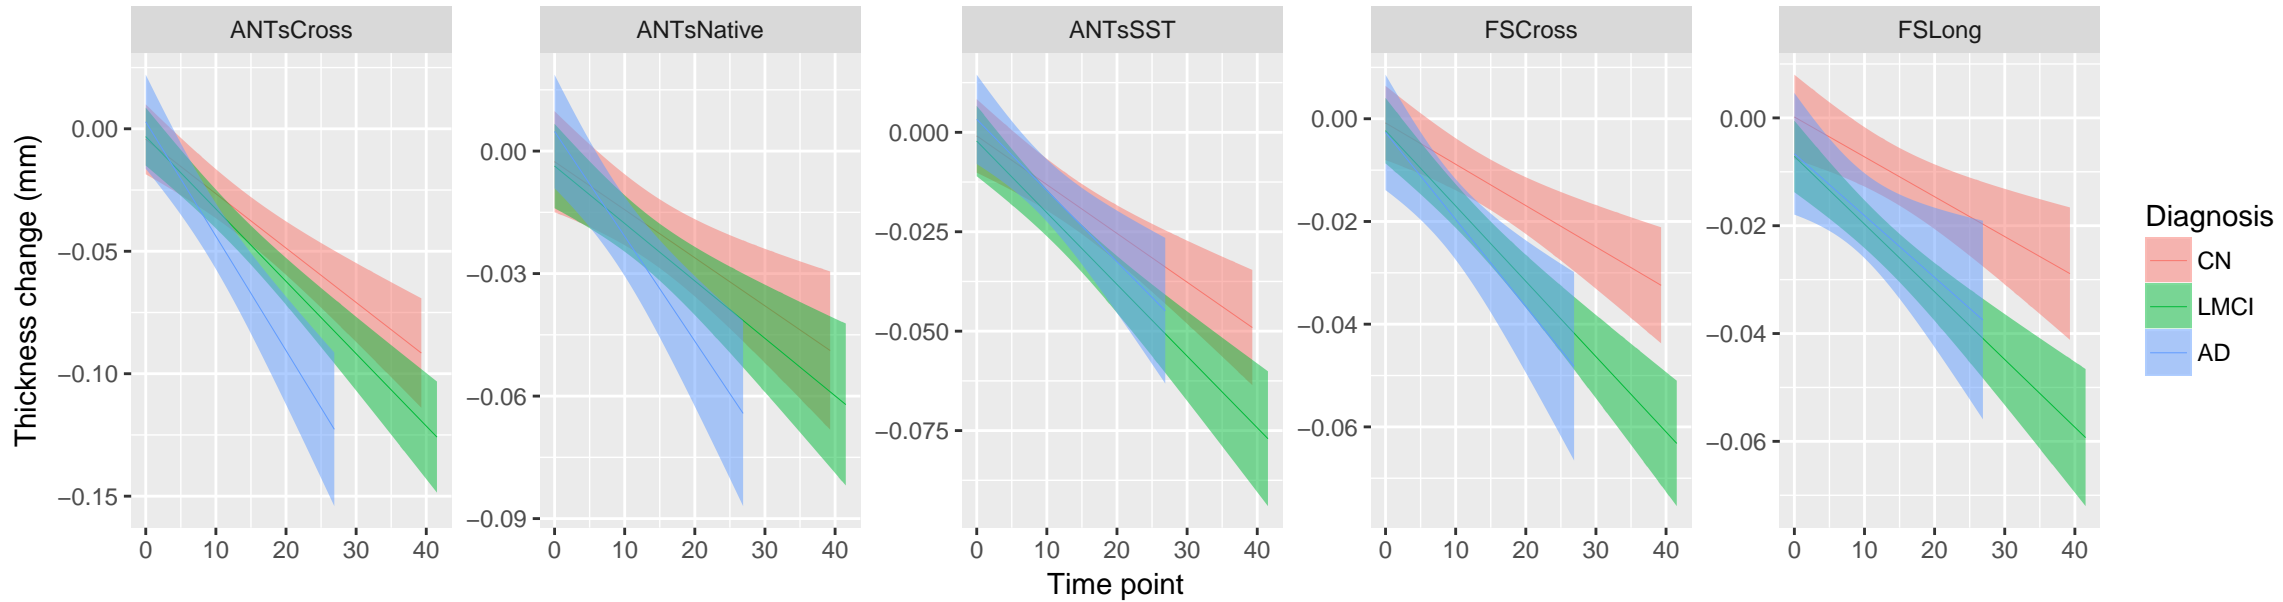 ANTsCross ANTsNative ANTsSST FSCross FSLong
Thickness change (mm)
0.00
−0.05
−0.10
−0.15
0 10 20 30 40
0.00
−0.03
−0.06
−0.09
0 10 20 30 40
0.000
−0.025
−0.050
−0.075
0 10 20 30 40
0.00
−0.02
−0.04
−0.06
0 10 20 30 40
0.00
−0.02
−0.04
−0.06
0 10 20 30 40
Time point
Diagnosis
CN
LMCI
AD